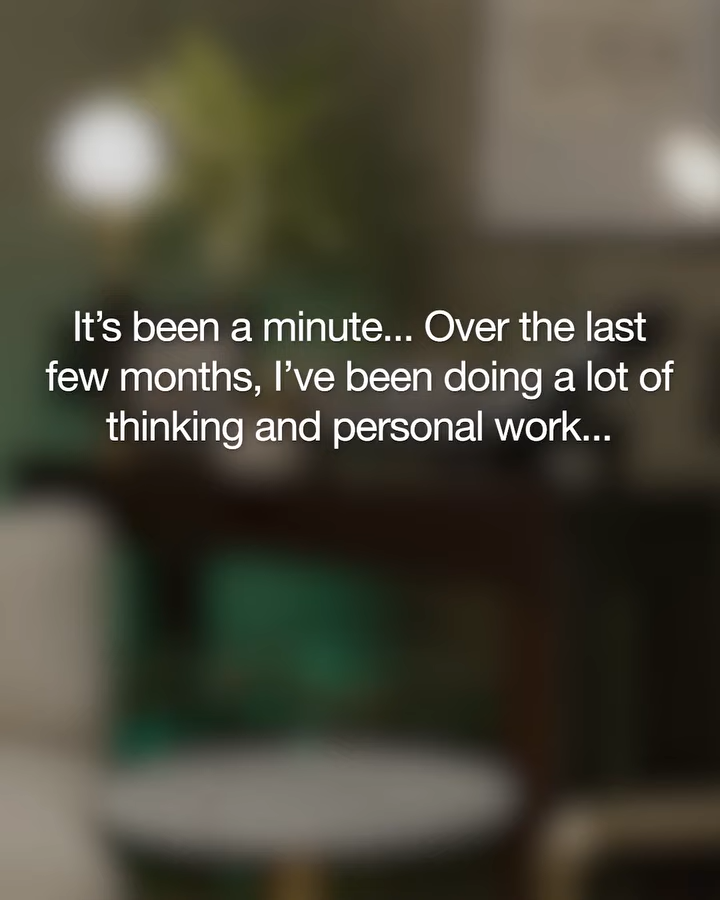 It’s been a minute... Over the last
few months, I’ve been doing a lot of
thinking and personal work...